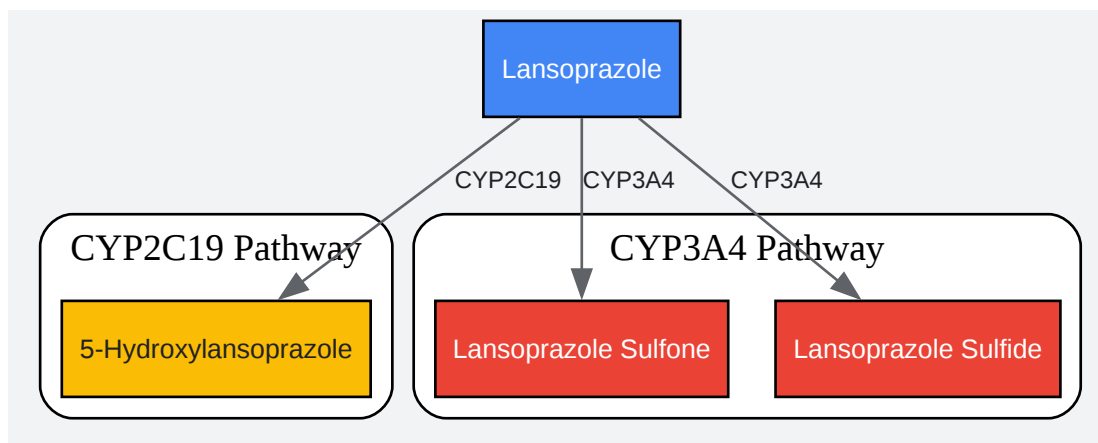 Lansoprazole
CYP2C19
CYP3A4
CYP3A4
CYP2C19 Pathway
CYP3A4 Pathway
5-Hydroxylansoprazole
Lansoprazole Sulfone
Lansoprazole Sulfide